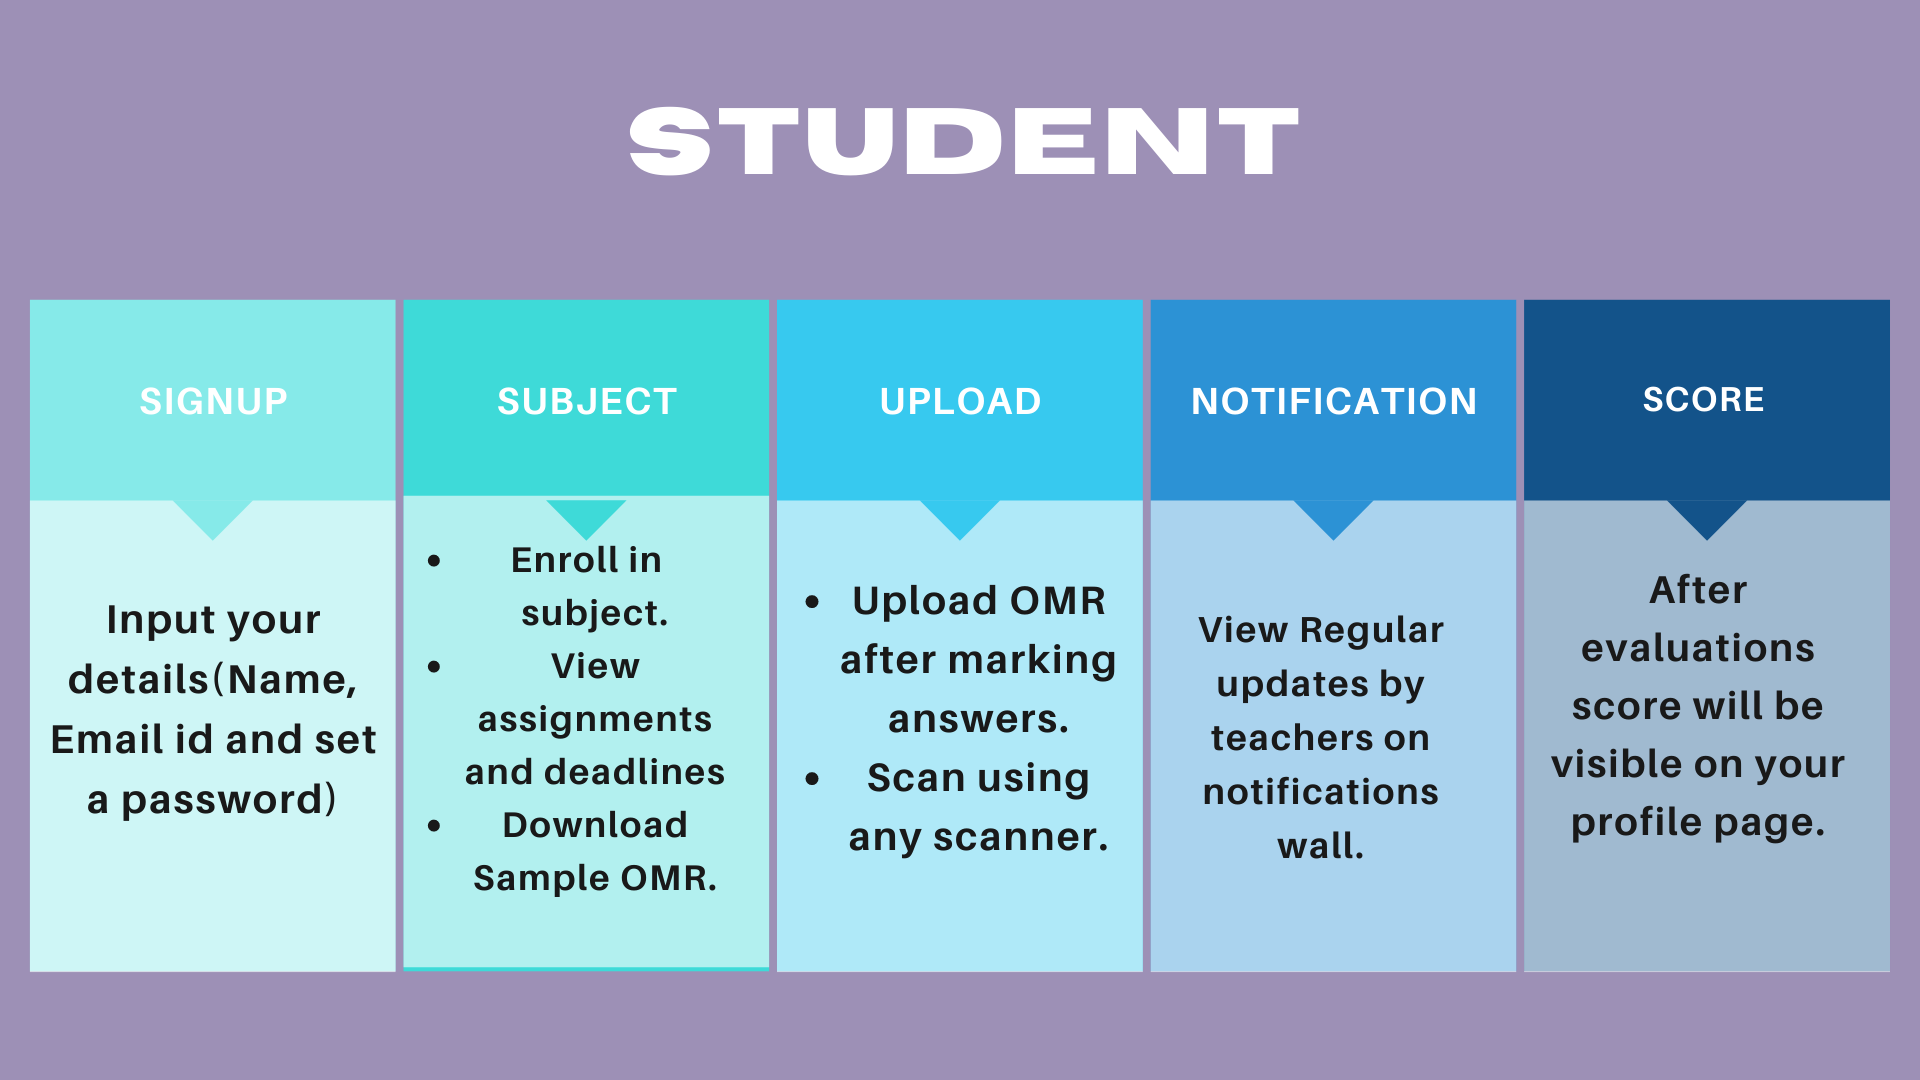 STUDENT
SIGNUP
Input your
details(Name,
Email id and set
a password)
SUBJECT
• Enroll in
subject.
• View
assignments
and deadlines
• Download
Sample OMR.
UPLOAD
• Upload OMR
after marking
answers.
• Scan using
any scanner.
NOTIFICATION
View Regular
updates by
teachers on
notifications
wall.
SCORE
After
evaluations
score will be
visible on your
profile page.